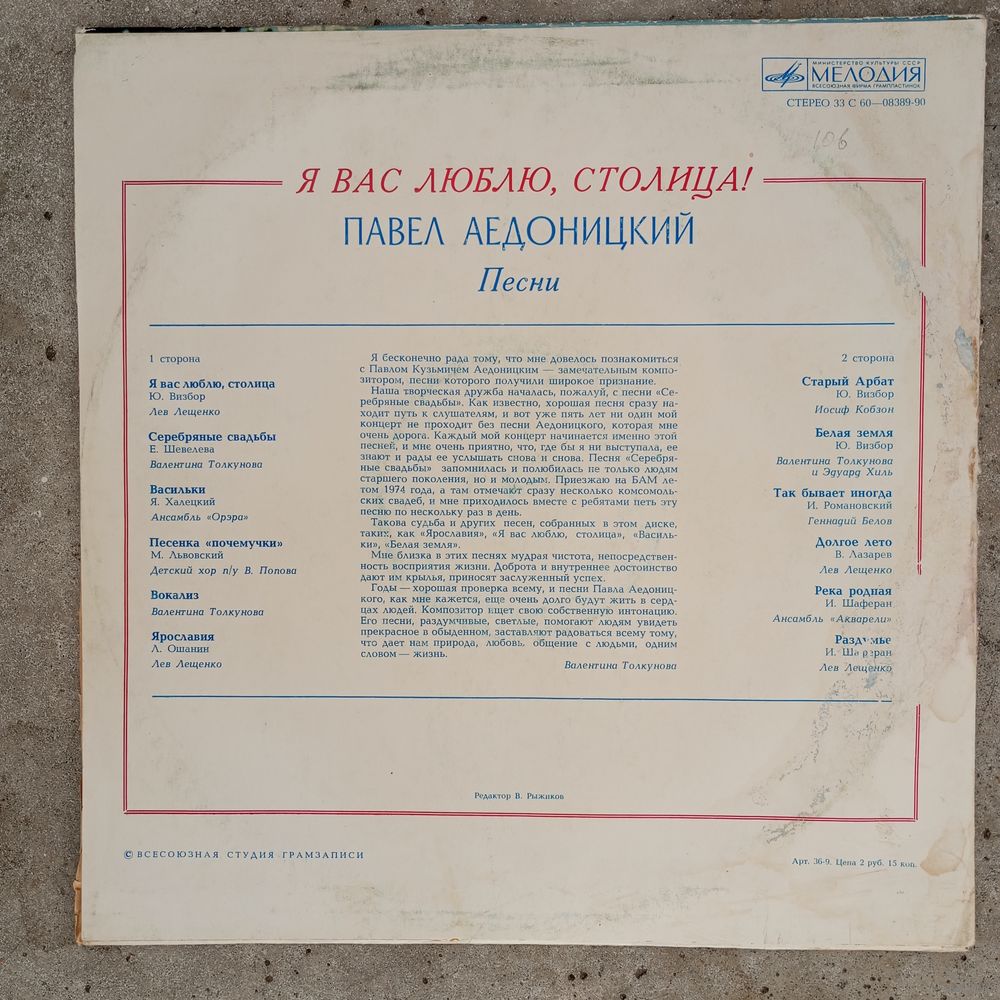 МИНИСТЕРСТВО КУЛЬТУРЫ СССР
МЕЛОДИЯ
ВСЕСОЮЗНАЯ ФИРМА ГРАМПЛАСТИНОК
СТЕРЕО 33 С 60—08389-90
106
Я ВАС ЛЮБЛЮ, СТОЛИЦА!
ПАВЕЛ АЕДОНИЦКИЙ
Песни
1 сторона
Я вас люблю, столица
Ю. Визбор
Лев Лещенко
Серебряные свадьбы
Е. Шевелева
Валентина Толкунова
Васильки
Я. Халецкий
Ансамбль «Орэра»
Песенка «почемучки»
М. Львовский
Детский хор п/у В. Попова
Вокализ
Валентина Толкунова
Ярославия
Л. Ошанин
Лев Лещенко
Я бесконечно рада тому, что мне довелось познакомиться
с Павлом Кузьмичем Аедоницким — замечательным компо-
зитором, песни которого получили широкое признание.
Наша творческая дружба началась, пожалуй, с песни «Се-
ребряные свадьбы». Как известно, хорошая песня сразу на-
ходит путь к слушателям, и вот уже пять лет ни один мой
концерт не проходит без песни Аедоницкого, которая мне
очень дорога. Каждый мой концерт начинается именно этой
песней, и мне очень приятно, что, где бы я ни выступала, ее
знают и рады ее услышать снова и снова. Песня «Серебря-
ные свадьбы» запомнилась и полюбилась не только людям
старшего поколения, но и молодым. Приезжаю на БАМ ле-
том 1974 года, а там отмечают сразу несколько комсомоль-
ских свадеб, и мне приходилось вместе с ребятами петь эту
песню по нескольку раз в день.
Такова судьба и других песен, собранных в этом диске,
таких, как «Ярославия», «Я вас люблю, столица», «Василь-
ки», «Белая земля».
Мне близка в этих песнях мудрая чистота, непосредствен-
ность восприятия жизни. Доброта и внутреннее достоинство
дают им крылья, приносят заслуженный успех.
Годы — хорошая проверка всему, и песни Павла Аедониц-
кого, как мне кажется, еще очень долго будут жить в серд-
цах людей. Композитор ищет свою собственную интонацию.
Его песни, раздумчивые, светлые, помогают людям увидеть
прекрасное в обыденном, заставляют радоваться всему тому,
что дает нам природа, любовь, общение с людьми, одним
словом — жизнь.
Валентина Толкунова
2 сторона
Старый Арбат
Ю. Визбор
Иосиф Кобзон
Белая земля
Ю. Визбор
Валентина Толкунова
и Эдуард Хиль
Так бывает иногда
И. Романовский
Геннадий Белов
Долгое лето
В. Лазарев
Лев Лещенко
Река родная
И. Шаферан
Ансамбль «Акварели»
Раздумье
И. Шаферан
Лев Лещенко
Редактор В. Рыжиков
© ВСЕСОЮЗНАЯ СТУДИЯ ГРАМЗАПИСИ
Арт. 36-9. Цена 2 руб. 15 коп.